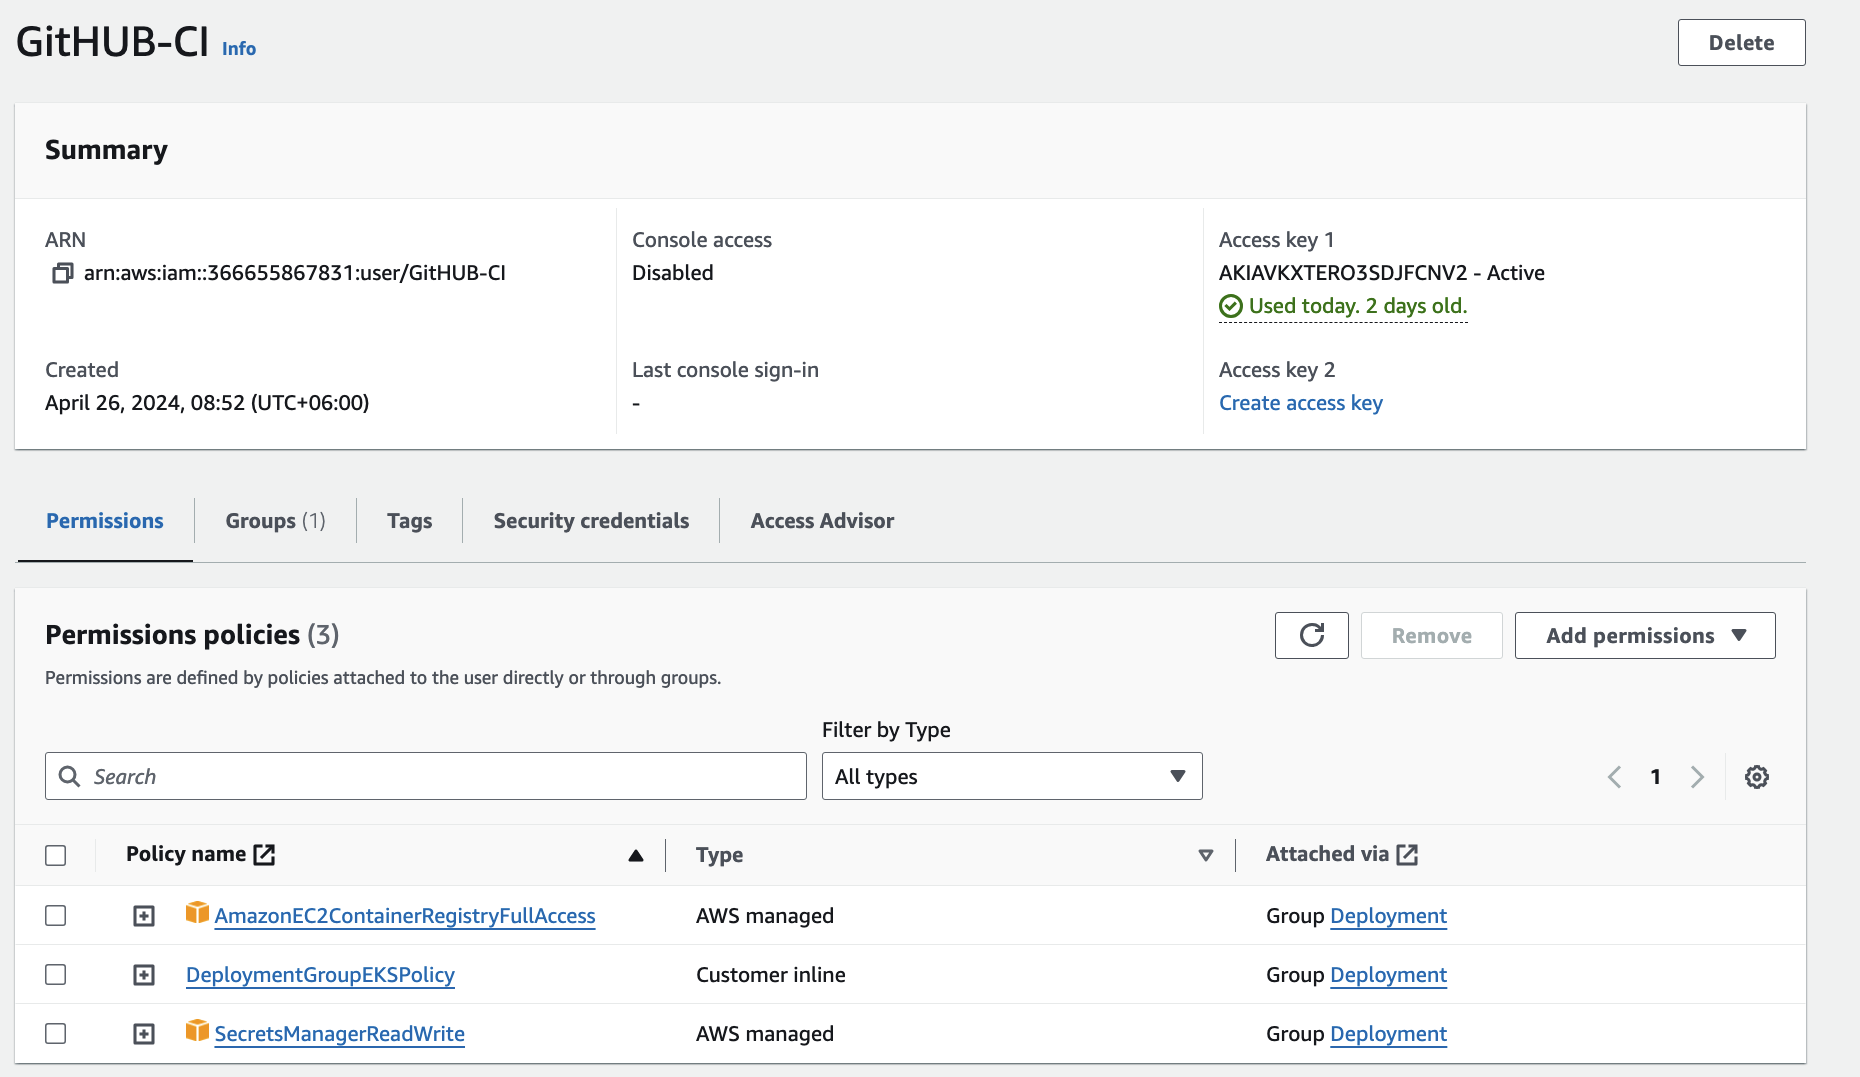 GitHUB-CI Info
Delete
Summary
ARN
arn:aws:iam::366655867831:user/GitHUB-CI
Console access
Disabled
Access key 1
AKIAVKXTERO3SDJFCNV2 - Active
Used today. 2 days old.
Created
April 26, 2024, 08:52 (UTC+06:00)
Last console sign-in
-
Access key 2
Create access key
Permissions
Groups (1)
Tags
Security credentials
Access Advisor
Permissions policies (3)
Remove
Add permissions
Permissions are defined by policies attached to the user directly or through groups.
Filter by Type
Search
All types
1
Policy name
Type
Attached via
AmazonEC2ContainerRegistryFullAccess
AWS managed
Group Deployment
DeploymentGroupEKSPolicy
Customer inline
Group Deployment
SecretsManagerReadWrite
AWS managed
Group Deployment